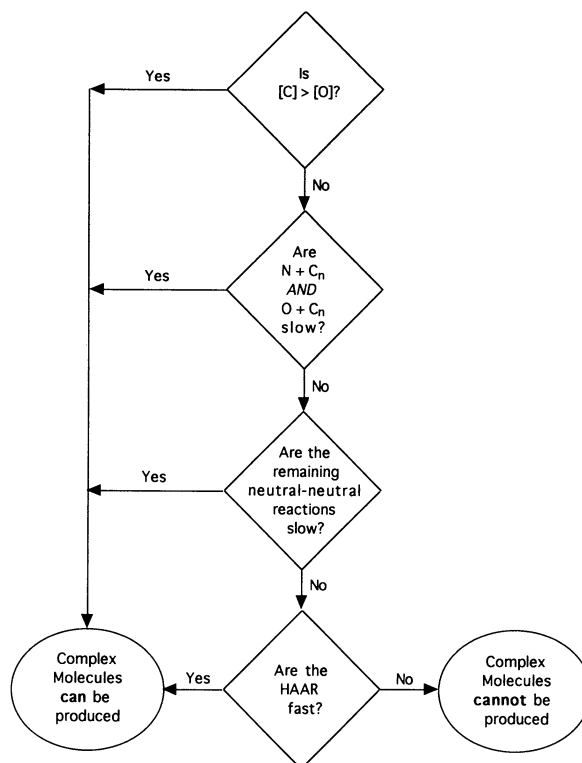 Is
[C] > [O]?
Yes
No
Are
N + Cn
AND
O + Cn
slow?
Yes
No
Are the
remaining
neutral-neutral
reactions
slow?
Yes
No
Are the
HAAR
fast?
Yes
No
Complex
Molecules
can be
produced
Complex
Molecules
cannot be
produced